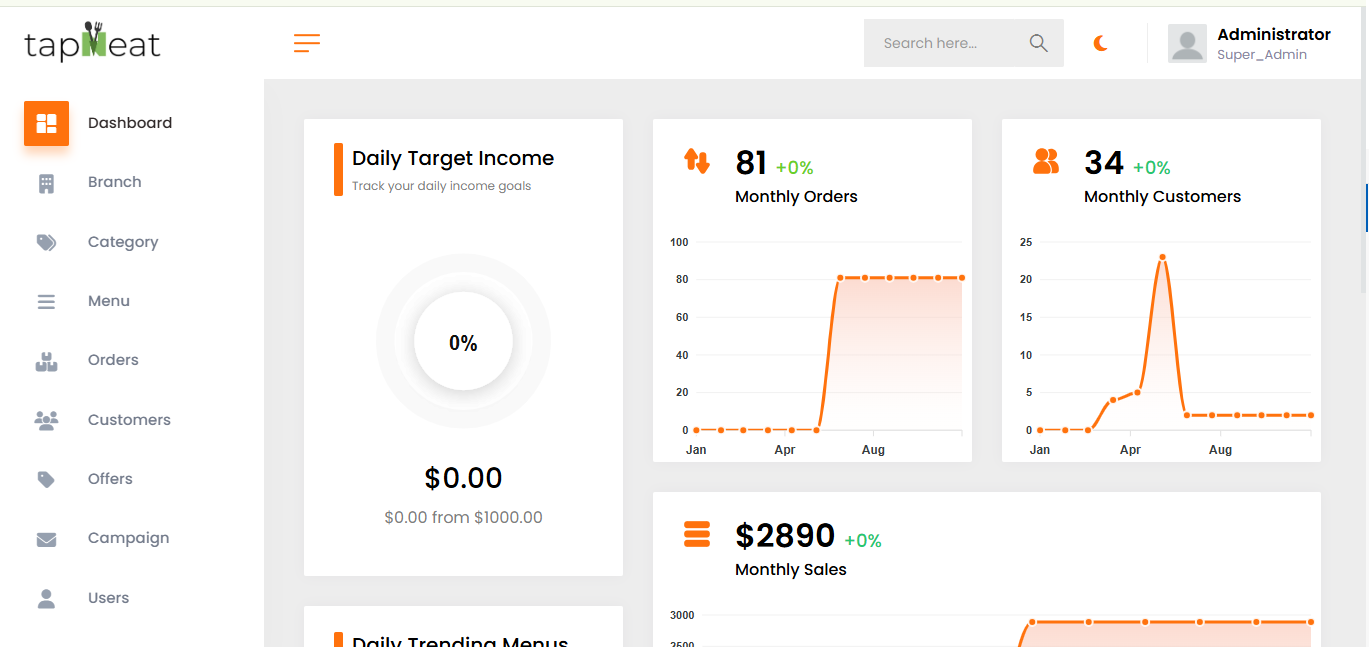 tapNeat
Search here...
Administrator
Super_Admin
Dashboard
Branch
Category
Menu
Orders
Customers
Offers
Campaign
Users
Daily Target Income
Track your daily income goals
0%
$0.00
$0.00 from $1000.00
Daily Trending Menus
81 +0%
Monthly Orders
100
80
60
40
20
0
Jan Apr Aug
34 +0%
Monthly Customers
25
20
15
10
5
0
Jan Apr Aug
$2890 +0%
Monthly Sales
3000
2500